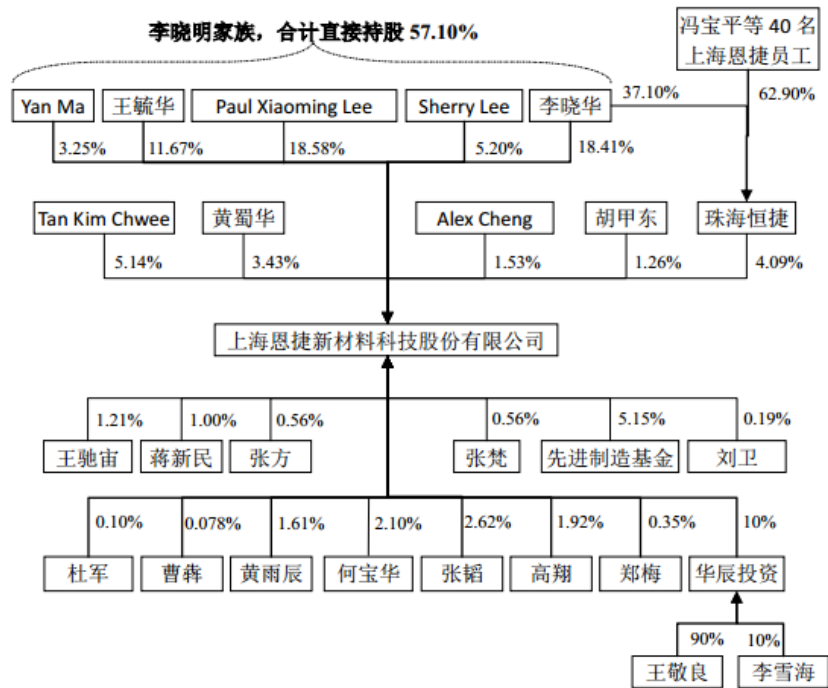 李晓明家族，合计直接持股 57.10%
冯宝平等 40 名
上海恩捷员工
Yan Ma
王毓华
Paul Xiaoming Lee
Sherry Lee
李晓华
37.10%
62.90%
3.25%
11.67%
18.58%
5.20%
18.41%
Tan Kim Chwee
黄蜀华
Alex Cheng
胡甲东
珠海恒捷
5.14%
3.43%
1.53%
1.26%
4.09%
上海恩捷新材料科技股份有限公司
1.21%
1.00%
0.56%
0.56%
5.15%
0.19%
王驰宙
蒋新民
张方
张梵
先进制造基金
刘卫
0.10%
0.078%
1.61%
2.10%
2.62%
1.92%
0.35%
10%
杜军
曹犇
黄雨辰
何宝华
张韬
高翔
郑梅
华辰投资
90%
10%
王敬良
李雪海